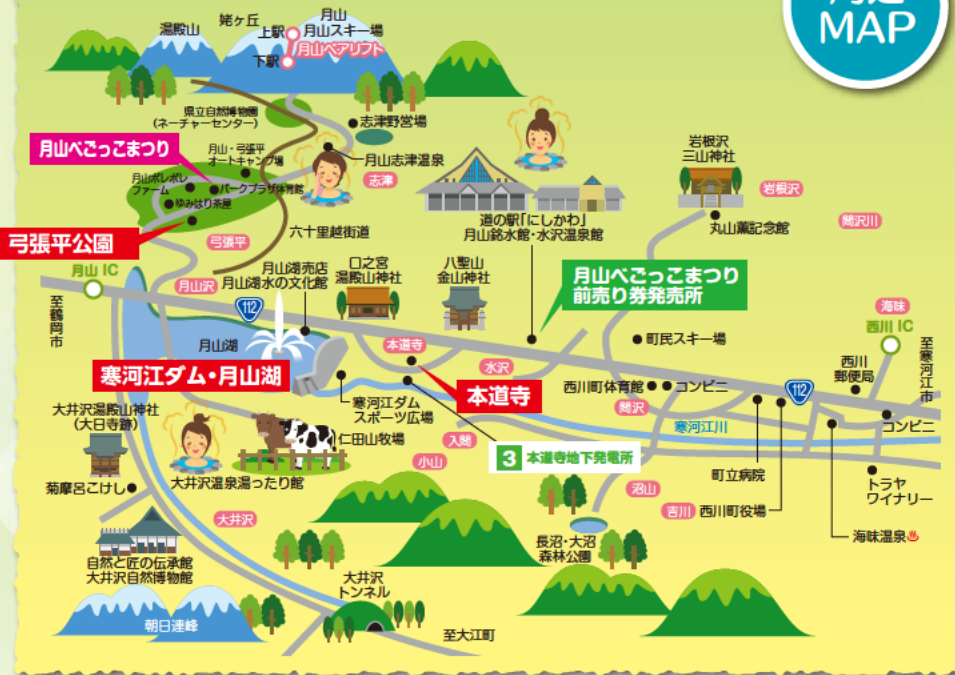 MAP
湯殿山
姥ヶ丘
月山
上駅
月山スキー場
月山ペアリフト
下駅
県立自然博物園
(ネーチャーセンター)
志津野営場
月山べごっこまつり
月山・弓張平
オートキャンプ場
月山志津温泉
志津
月山ポレポレ
ファーム
パークプラザ体育館
ゆみはり茶屋
岩根沢
三山神社
岩根沢
丸山薫記念館
間沢川
道の駅「にしかわ」
月山銘水館・水沢温泉館
弓張平公園
弓張平
六十里越街道
月山 IC
月山沢
月山湖売店
月山湖水の文化館
口之宮
湯殿山神社
八聖山
金山神社
月山べごっこまつり
前売り券発売所
至鶴岡市
112
海味
西川 IC
至寒河江市
月山湖
本道寺
水沢
町民スキー場
寒河江ダム・月山湖
本道寺
西川町体育館
コンビニ
西川
郵便局
112
寒河江ダム
スポーツ広場
間沢
寒河江川
コンビニ
大井沢湯殿山神社
(大日寺跡)
仁田山牧場
入間
3 本道寺地下発電所
小山
町立病院
トラヤ
ワイナリー
菊摩呂こけし
大井沢温泉湯ったり館
沼山
吉川
西川町役場
大井沢
海味温泉
自然と匠の伝承館
大井沢自然博物館
長沼・大沼
森林公園
大井沢
トンネル
朝日連峰
至大江町